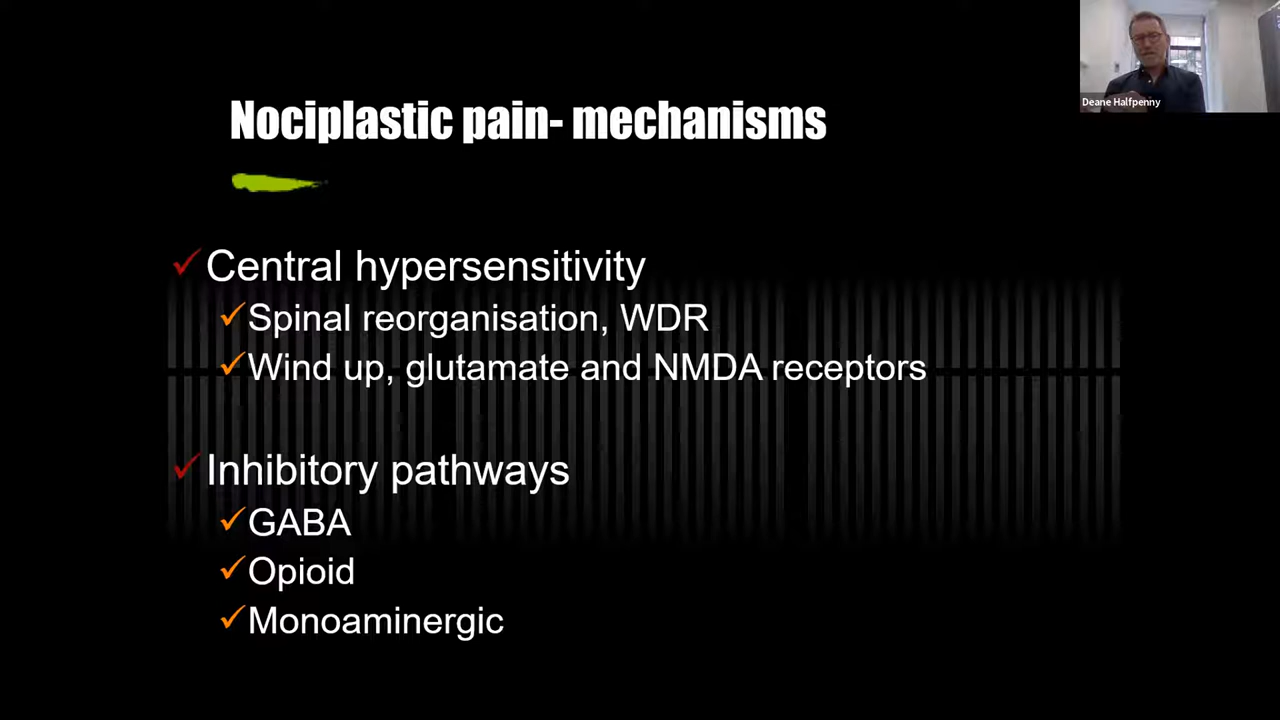 Nociplastic pain- mechanisms
Deane Halfpenny
Central hypersensitivity
Spinal reorganisation, WDR
Wind up, glutamate and NMDA receptors
Inhibitory pathways
GABA
Opioid
Monoaminergic